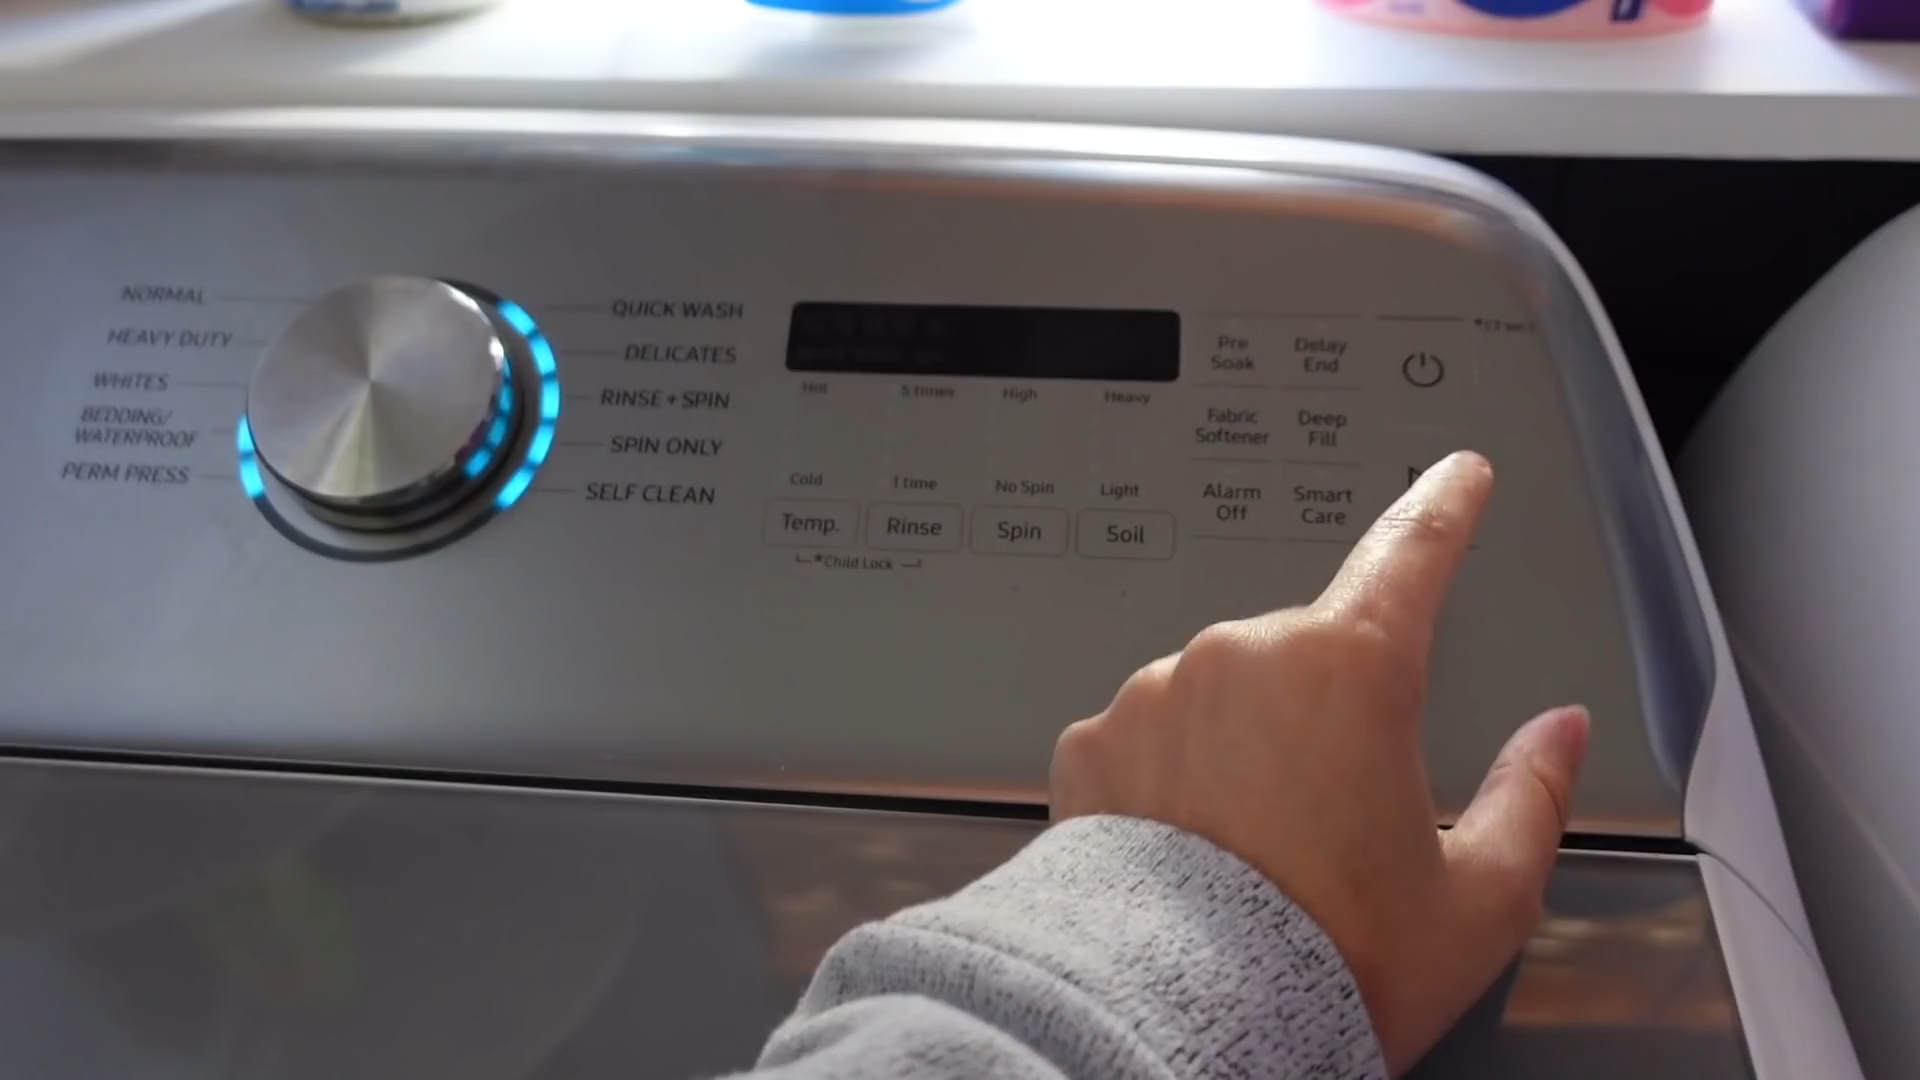 NORMAL
HEAVY DUTY
WHITES
BEDDING/
WATERPROOF
PERM PRESS
QUICK WASH
DELICATES
RINSE + SPIN
SPIN ONLY
SELF CLEAN
Hot
5 times
High
Heavy
Cold
1 time
No Spin
Light
Temp.
Rinse
Spin
Soil
*Child Lock
Pre
Soak
Delay
End
Fabric
Softener
Deep
Fill
Alarm
Off
Smart
Care